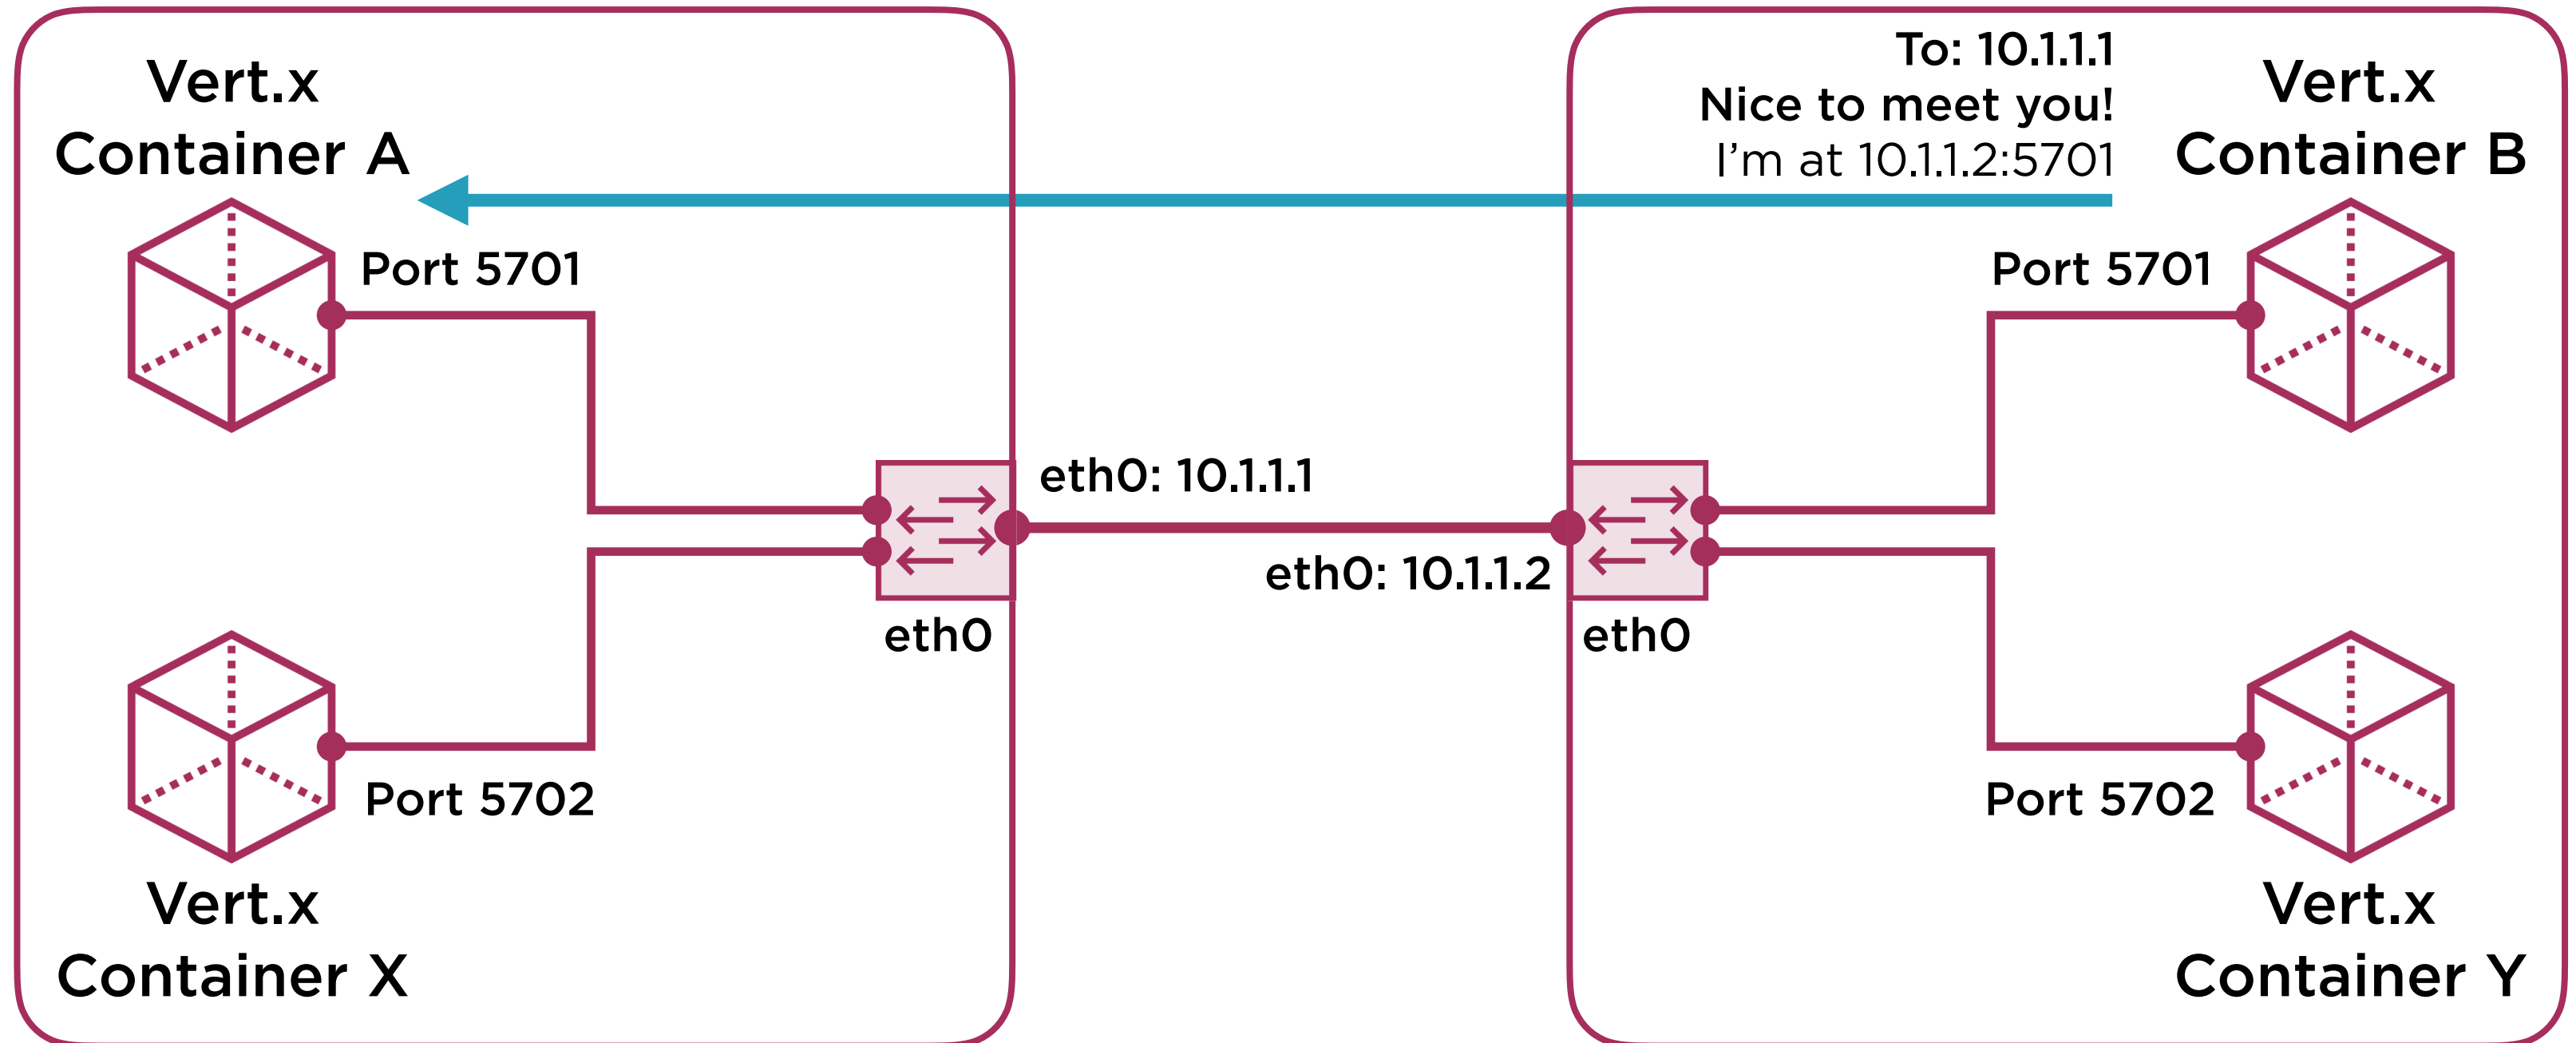 Vert.x
Container A
To: 10.1.1.1
Nice to meet you!
I'm at 10.1.1.2:5701
Vert.x
Container B
Port 5701
Port 5701
eth0: 10.1.1.1
eth0: 10.1.1.2
eth0
eth0
Port 5702
Port 5702
Vert.x
Container X
Vert.x
Container Y